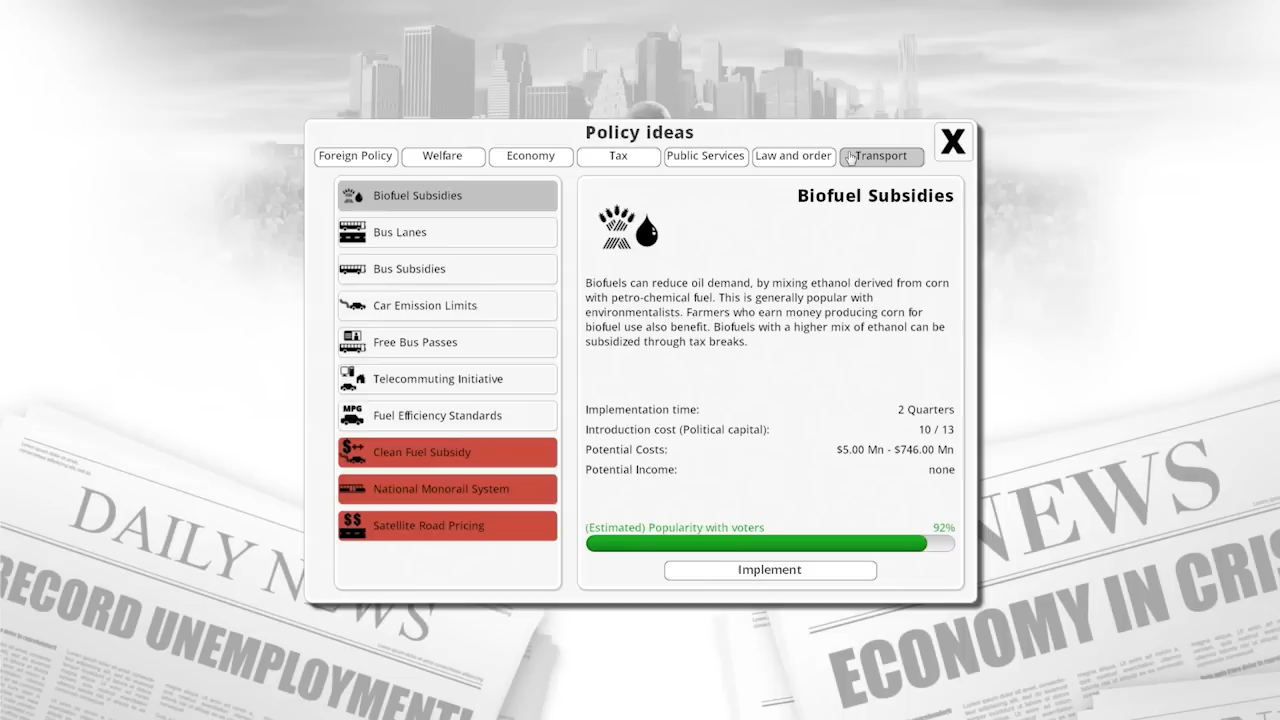 Policy ideas
X
Foreign Policy
Welfare
Economy
Tax
Public Services
Law and order
Transport
Biofuel Subsidies
Bus Lanes
Bus Subsidies
Car Emission Limits
Free Bus Passes
Telecommuting Initiative
MPG
Fuel Efficiency Standards
$
Clean Fuel Subsidy
National Monorail System
$$
Satellite Road Pricing
Biofuel Subsidies
Biofuels can reduce oil demand, by mixing ethanol derived from corn
with petro-chemical fuel. This is generally popular with
environmentalists. Farmers who earn money producing corn for
biofuel use also benefit. Biofuels with a higher mix of ethanol can be
subsidized through tax breaks.
Implementation time: 2 Quarters
Introduction cost (Political capital): 10 / 13
Potential Costs: $5.00 Mn - $746.00 Mn
Potential Income: none
(Estimated) Popularity with voters 92%
Implement
DAILY NEWS
RECORD UNEMPLOYMENT!
NEWS
ECONOMY IN CRIS